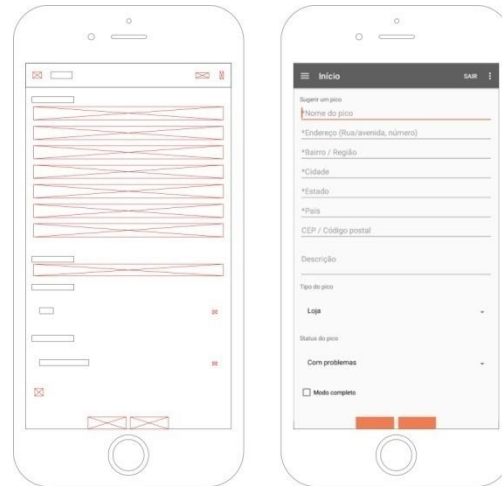 Início SAIR
Sugerir um pico
*Nome do pico
*Endereço (Rua/avenida, número)
*Bairro / Região
*Cidade
*Estado
*País
CEP / Código postal
Descrição
Tipo do pico
Loja
Status do pico
Com problemas
Modo completo